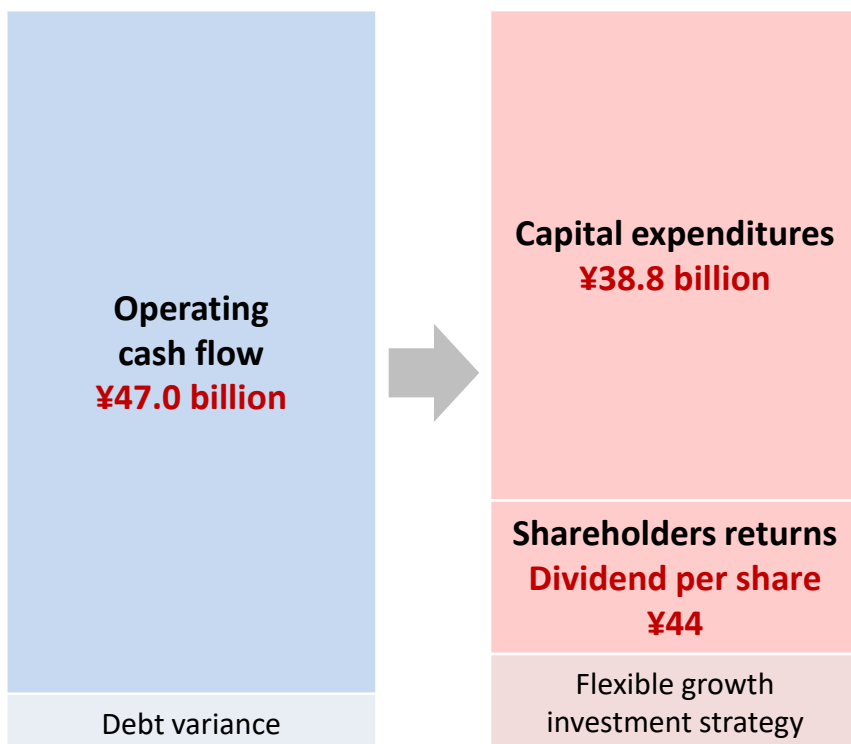 Operating
cash flow
¥47.0 billion
Debt variance
Capital expenditures
¥38.8 billion
Shareholders returns
Dividend per share
¥44
Flexible growth
investment strategy